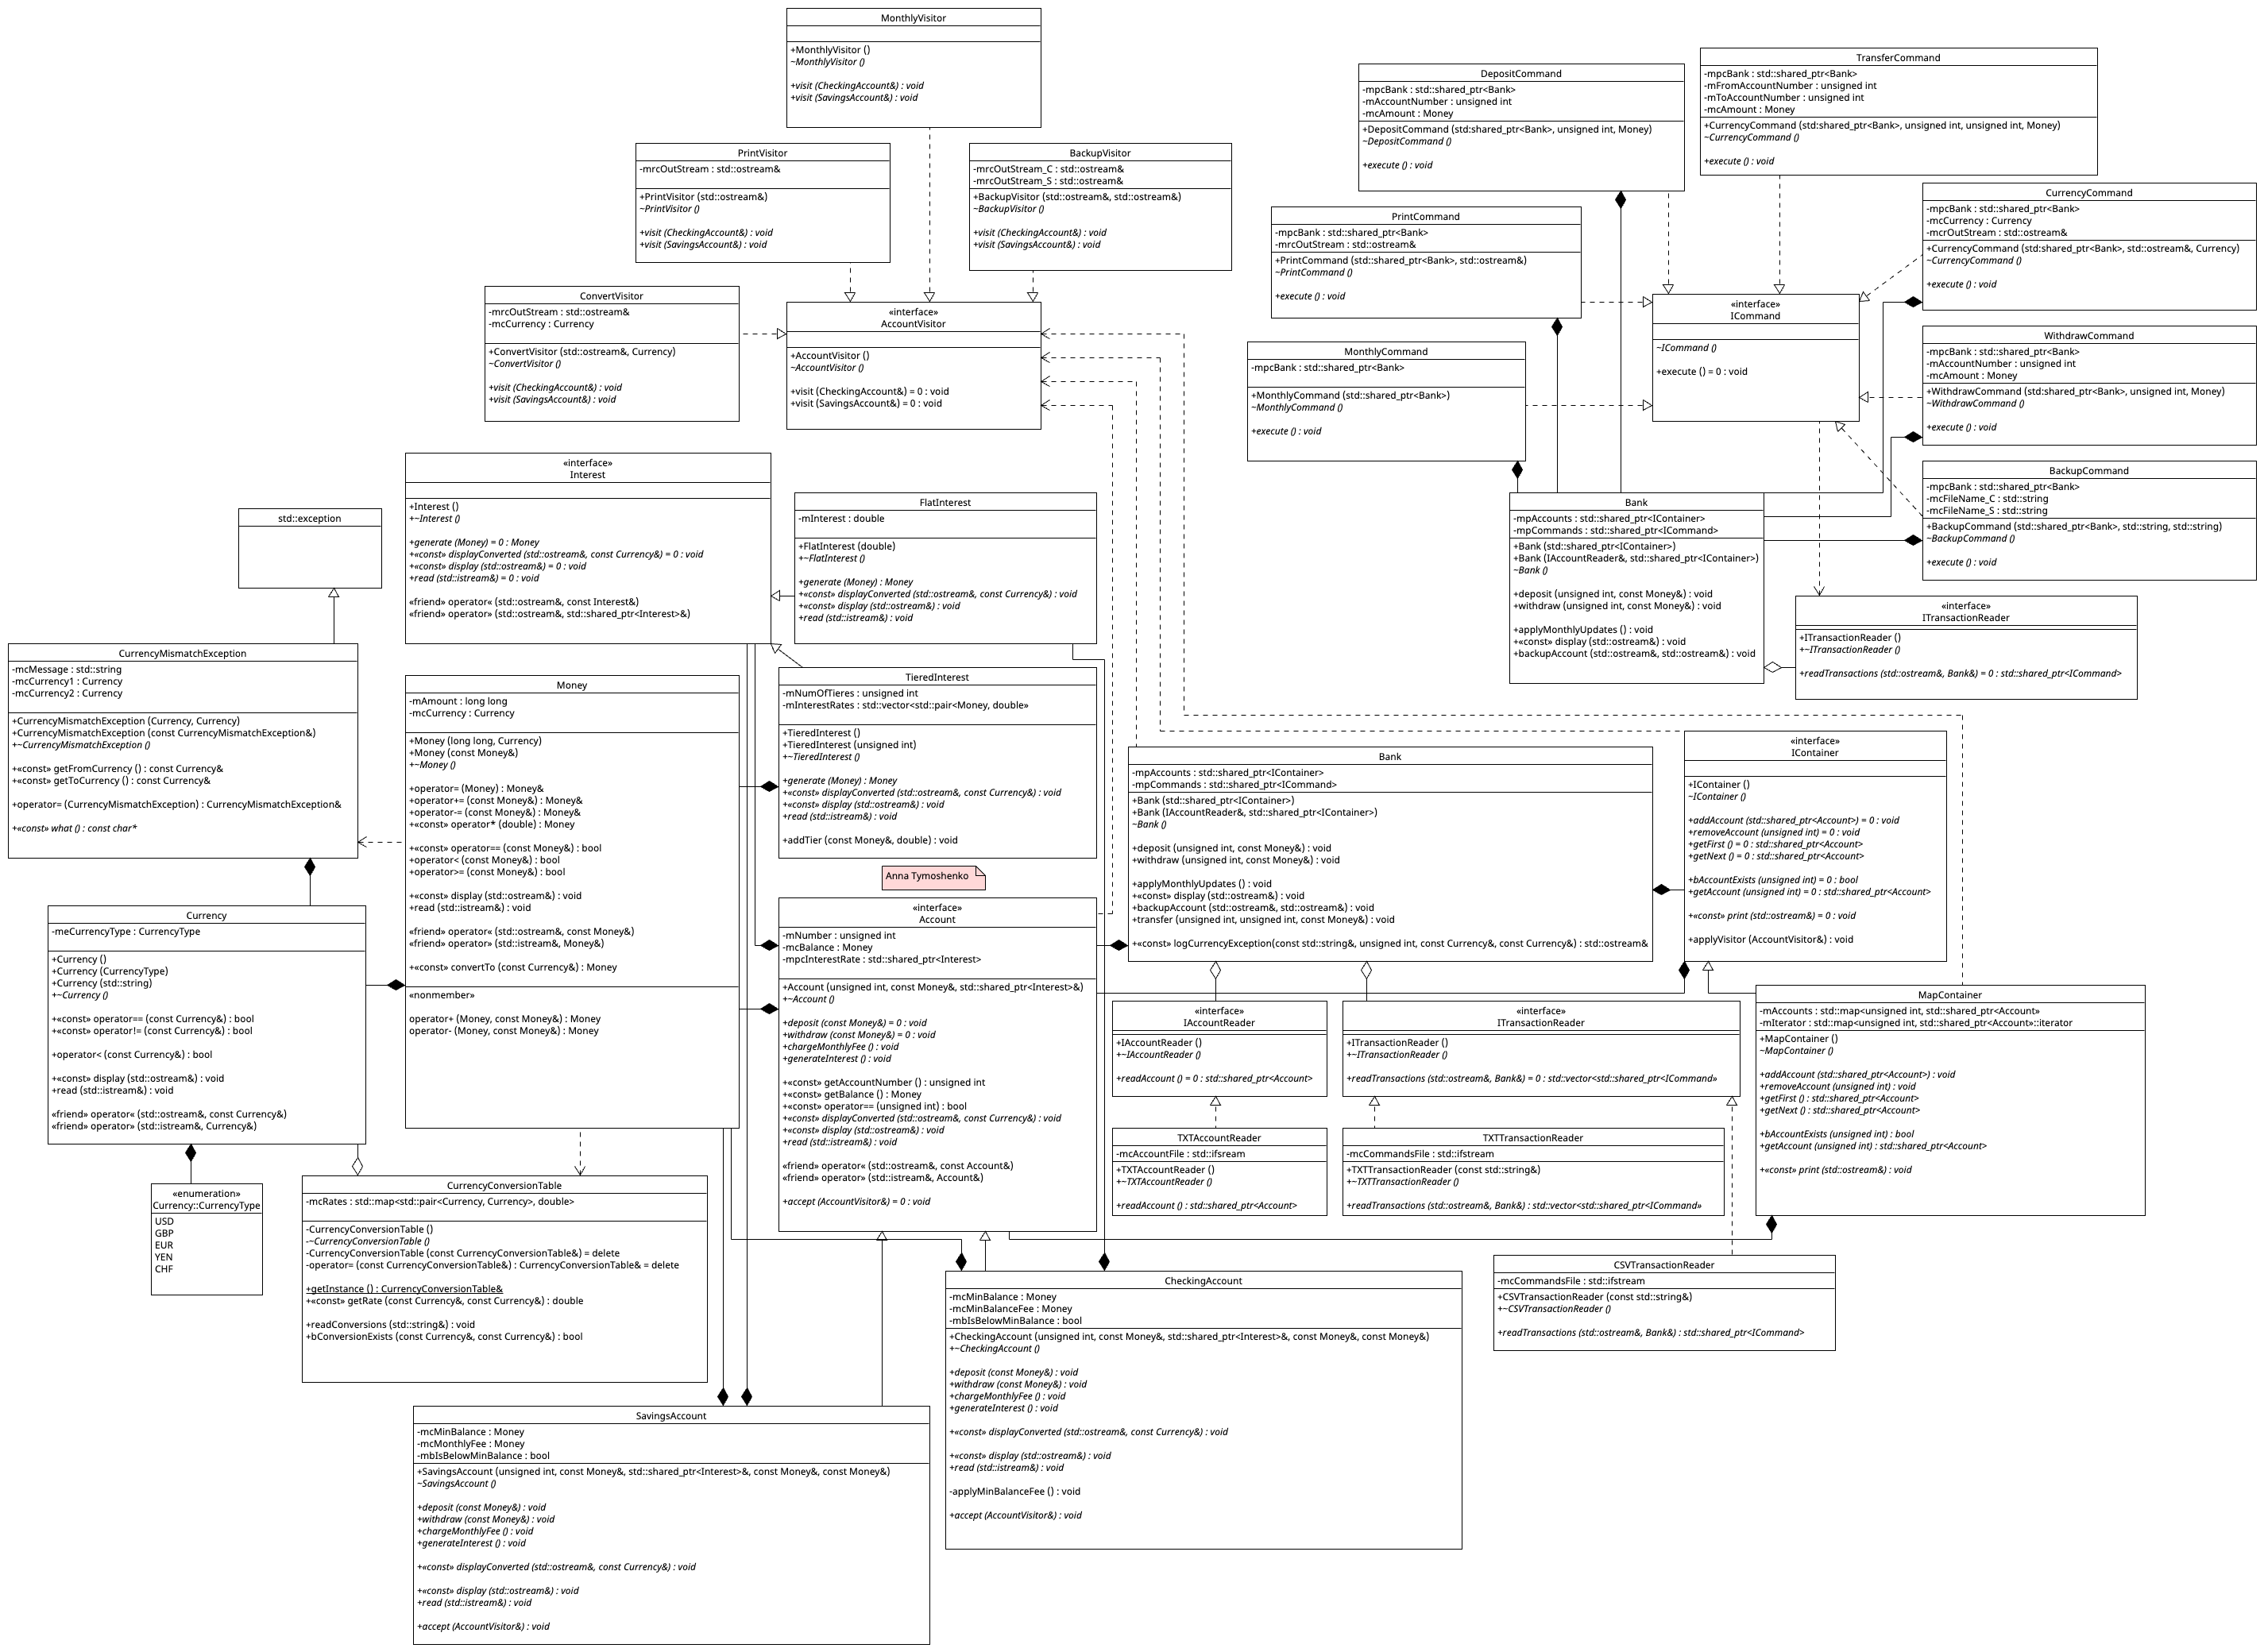 MonthlyVisitor
+MonthlyVisitor ()
~MonthlyVisitor ()
+visit (CheckingAccount&) : void
+visit (SavingsAccount&) : void
DepositCommand
-mpcBank : std::shared_ptr<Bank>
-mAccountNumber : unsigned int
-mcAmount : Money
+DepositCommand (std:shared_ptr<Bank>, unsigned int, Money)
~DepositCommand ()
+execute () : void
TransferCommand
-mpcBank : std::shared_ptr<Bank>
-mFromAccountNumber : unsigned int
-mToAccountNumber : unsigned int
-mcAmount : Money
+CurrencyCommand (std:shared_ptr<Bank>, unsigned int, unsigned int, Money)
~CurrencyCommand ()
+execute () : void
PrintVisitor
-mrcOutStream : std::ostream&
+PrintVisitor (std::ostream&)
~PrintVisitor ()
+visit (CheckingAccount&) : void
+visit (SavingsAccount&) : void
BackupVisitor
-mrcOutStream_C : std::ostream&
-mrcOutStream_S : std::ostream&
+BackupVisitor (std::ostream&, std::ostream&)
~BackupVisitor ()
+visit (CheckingAccount&) : void
+visit (SavingsAccount&) : void
PrintCommand
-mpcBank : std::shared_ptr<Bank>
-mrcOutStream : std::ostream&
+PrintCommand (std::shared_ptr<Bank>, std::ostream&)
~PrintCommand ()
+execute () : void
CurrencyCommand
-mpcBank : std::shared_ptr<Bank>
-mcCurrency : Currency
-mcrOutStream : std::ostream&
+CurrencyCommand (std:shared_ptr<Bank>, std::ostream&, Currency)
~CurrencyCommand ()
+execute () : void
ConvertVisitor
-mrcOutStream : std::ostream&
-mcCurrency : Currency
+ConvertVisitor (std::ostream&, Currency)
~ConvertVisitor ()
+visit (CheckingAccount&) : void
+visit (SavingsAccount&) : void
«interface»
AccountVisitor
+AccountVisitor ()
~AccountVisitor ()
+visit (CheckingAccount&) = 0 : void
+visit (SavingsAccount&) = 0 : void
MonthlyCommand
-mpcBank : std::shared_ptr<Bank>
+MonthlyCommand (std::shared_ptr<Bank>)
~MonthlyCommand ()
+execute () : void
«interface»
ICommand
~ICommand ()
+execute () = 0 : void
WithdrawCommand
-mpcBank : std::shared_ptr<Bank>
-mAccountNumber : unsigned int
-mcAmount : Money
+WithdrawCommand (std:shared_ptr<Bank>, unsigned int, Money)
~WithdrawCommand ()
+execute () : void
BackupCommand
-mpcBank : std::shared_ptr<Bank>
-mcFileName_C : std::string
-mcFileName_S : std::string
+BackupCommand (std::shared_ptr<Bank>, std::string, std::string)
~BackupCommand ()
+execute () : void
«interface»
Interest
+Interest ()
+~Interest ()
+generate (Money) = 0 : Money
+«const» displayConverted (std::ostream&, const Currency&) = 0 : void
+«const» display (std::ostream&) = 0 : void
+read (std::istream&) = 0 : void
«friend» operator« (std::ostream&, const Interest&)
«friend» operator» (std::ostream&, std::shared_ptr<Interest>&)
FlatInterest
-mInterest : double
+FlatInterest (double)
+~FlatInterest ()
+generate (Money) : Money
+«const» displayConverted (std::ostream&, const Currency&) : void
+«const» display (std::ostream&) : void
+read (std::istream&) : void
std::exception
Bank
-mpAccounts : std::shared_ptr<IContainer>
-mpCommands : std::shared_ptr<ICommand>
+Bank (std::shared_ptr<IContainer>)
+Bank (IAccountReader&, std::shared_ptr<IContainer>)
~Bank ()
+deposit (unsigned int, const Money&) : void
+withdraw (unsigned int, const Money&) : void
+applyMonthlyUpdates () : void
+«const» display (std::ostream&) : void
+backupAccount (std::ostream&, std::ostream&) : void
«interface»
ITransactionReader
+ITransactionReader ()
+~ITransactionReader ()
+readTransactions (std::ostream&, Bank&) = 0 : std::shared_ptr<ICommand>
CurrencyMismatchException
-mcMessage : std::string
-mcCurrency1 : Currency
-mcCurrency2 : Currency
+CurrencyMismatchException (Currency, Currency)
+CurrencyMismatchException (const CurrencyMismatchException&)
+~CurrencyMismatchException ()
+«const» getFromCurrency () : const Currency&
+«const» getToCurrency () : const Currency&
+operator= (CurrencyMismatchException) : CurrencyMismatchException&
+«const» what () : const char*
Money
-mAmount : long long
-mcCurrency : Currency
+Money (long long, Currency)
+Money (const Money&)
+~Money ()
+operator= (Money) : Money&
+operator+= (const Money&) : Money&
+operator-= (const Money&) : Money&
+«const» operator* (double) : Money
+«const» operator== (const Money&) : bool
+operator< (const Money&) : bool
+operator>= (const Money&) : bool
+«const» display (std::ostream&) : void
+read (std::istream&) : void
«friend» operator« (std::ostream&, const Money&)
«friend» operator» (std::istream&, Money&)
+«const» convertTo (const Currency&) : Money
«nonmember»
operator+ (Money, const Money&) : Money
operator- (Money, const Money&) : Money
TieredInterest
-mNumOfTieres : unsigned int
-mInterestRates : std::vector<std::pair<Money, double»
+TieredInterest ()
+TieredInterest (unsigned int)
+~TieredInterest ()
+generate (Money) : Money
+«const» displayConverted (std::ostream&, const Currency&) : void
+«const» display (std::ostream&) : void
+read (std::istream&) : void
+addTier (const Money&, double) : void
Anna Tymoshenko
Bank
-mpAccounts : std::shared_ptr<IContainer>
-mpCommands : std::shared_ptr<ICommand>
+Bank (std::shared_ptr<IContainer>)
+Bank (IAccountReader&, std::shared_ptr<IContainer>)
~Bank ()
+deposit (unsigned int, const Money&) : void
+withdraw (unsigned int, const Money&) : void
+applyMonthlyUpdates () : void
+«const» display (std::ostream&) : void
+backupAccount (std::ostream&, std::ostream&) : void
+transfer (unsigned int, unsigned int, const Money&) : void
+«const» logCurrencyException(const std::string&, unsigned int, const Currency&, const Currency&) : std::ostream&
«interface»
IContainer
+IContainer ()
~IContainer ()
+addAccount (std::shared_ptr<Account>) = 0 : void
+removeAccount (unsigned int) = 0 : void
+getFirst () = 0 : std::shared_ptr<Account>
+getNext () = 0 : std::shared_ptr<Account>
+bAccountExists (unsigned int) = 0 : bool
+getAccount (unsigned int) = 0 : std::shared_ptr<Account>
+«const» print (std::ostream&) = 0 : void
+applyVisitor (AccountVisitor&) : void
Currency
-meCurrencyType : CurrencyType
+Currency ()
+Currency (CurrencyType)
+Currency (std::string)
+~Currency ()
+«const» operator== (const Currency&) : bool
+«const» operator!= (const Currency&) : bool
+operator< (const Currency&) : bool
+«const» display (std::ostream&) : void
+read (std::istream&) : void
«friend» operator« (std::ostream&, const Currency&)
«friend» operator» (std::istream&, Currency&)
«interface»
Account
-mNumber : unsigned int
-mcBalance : Money
-mpcInterestRate : std::shared_ptr<Interest>
+Account (unsigned int, const Money&, std::shared_ptr<Interest>&)
+~Account ()
+deposit (const Money&) = 0 : void
+withdraw (const Money&) = 0 : void
+chargeMonthlyFee () : void
+generateInterest () : void
+«const» getAccountNumber () : unsigned int
+«const» getBalance () : Money
+«const» operator== (unsigned int) : bool
+«const» displayConverted (std::ostream&, const Currency&) : void
+«const» display (std::ostream&) : void
+read (std::istream&) : void
«friend» operator« (std::ostream&, const Account&)
«friend» operator» (std::istream&, Account&)
+accept (AccountVisitor&) = 0 : void
«interface»
IAccountReader
+IAccountReader ()
+~IAccountReader ()
+readAccount () = 0 : std::shared_ptr<Account>
«interface»
ITransactionReader
+ITransactionReader ()
+~ITransactionReader ()
+readTransactions (std::ostream&, Bank&) = 0 : std::vector<std::shared_ptr<ICommand»
MapContainer
-mAccounts : std::map<unsigned int, std::shared_ptr<Account»
-mIterator : std::map<unsigned int, std::shared_ptr<Account»::iterator
+MapContainer ()
~MapContainer ()
+addAccount (std::shared_ptr<Account>) : void
+removeAccount (unsigned int) : void
+getFirst () : std::shared_ptr<Account>
+getNext () : std::shared_ptr<Account>
+bAccountExists (unsigned int) : bool
+getAccount (unsigned int) : std::shared_ptr<Account>
+«const» print (std::ostream&) : void
TXTAccountReader
-mcAccountFile : std::ifsream
+TXTAccountReader ()
+~TXTAccountReader ()
+readAccount () : std::shared_ptr<Account>
TXTTransactionReader
-mcCommandsFile : std::ifstream
+TXTTransactionReader (const std::string&)
+~TXTTransactionReader ()
+readTransactions (std::ostream&, Bank&) : std::vector<std::shared_ptr<ICommand»
«enumeration»
Currency::CurrencyType
USD
GBP
EUR
YEN
CHF
CurrencyConversionTable
-mcRates : std::map<std::pair<Currency, Currency>, double>
-CurrencyConversionTable ()
-~CurrencyConversionTable ()
-CurrencyConversionTable (const CurrencyConversionTable&) = delete
-operator= (const CurrencyConversionTable&) : CurrencyConversionTable& = delete
+getInstance () : CurrencyConversionTable&
+«const» getRate (const Currency&, const Currency&) : double
+readConversions (std::string&) : void
+bConversionExists (const Currency&, const Currency&) : bool
CSVTransactionReader
-mcCommandsFile : std::ifstream
+CSVTransactionReader (const std::string&)
+~CSVTransactionReader ()
+readTransactions (std::ostream&, Bank&) : std::shared_ptr<ICommand>
CheckingAccount
-mcMinBalance : Money
-mcMinBalanceFee : Money
-mbIsBelowMinBalance : bool
+CheckingAccount (unsigned int, const Money&, std::shared_ptr<Interest>&, const Money&, const Money&)
+~CheckingAccount ()
+deposit (const Money&) : void
+withdraw (const Money&) : void
+chargeMonthlyFee () : void
+generateInterest () : void
+«const» displayConverted (std::ostream&, const Currency&) : void
+«const» display (std::ostream&) : void
+read (std::istream&) : void
-applyMinBalanceFee () : void
+accept (AccountVisitor&) : void
SavingsAccount
-mcMinBalance : Money
-mcMonthlyFee : Money
-mbIsBelowMinBalance : bool
+SavingsAccount (unsigned int, const Money&, std::shared_ptr<Interest>&, const Money&, const Money&)
~SavingsAccount ()
+deposit (const Money&) : void
+withdraw (const Money&) : void
+chargeMonthlyFee () : void
+generateInterest () : void
+«const» displayConverted (std::ostream&, const Currency&) : void
+«const» display (std::ostream&) : void
+read (std::istream&) : void
+accept (AccountVisitor&) : void